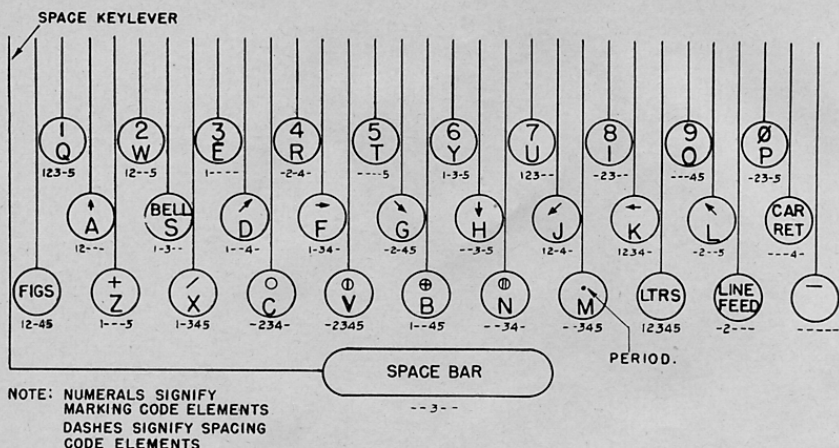 SPACE KEYLEVER
1 2 3 4 5 6 7 8 9 Ø
Q W E R T Y U I O P
123-5 12--5 1---- -2-4- ----5 1-3-5 123-- -23-- ---45 -23-5
BELL CAR
A S D F G H J K L RET
12--- 1-3-- 1--4- 1-34- -2-45 --3-5 12-4- 1234- -2--5 ---4-
FIGS + / ○ ⦶ ⊕ . LTRS LINE —
Z X C V B N M FEED
12-45 1---5 1-345 -234- -2345 1--45 --34- --345 12345 -2--- -----
PERIOD.
SPACE BAR
--3--
NOTE: NUMERALS SIGNIFY
MARKING CODE ELEMENTS
DASHES SIGNIFY SPACING
CODE ELEMENTS